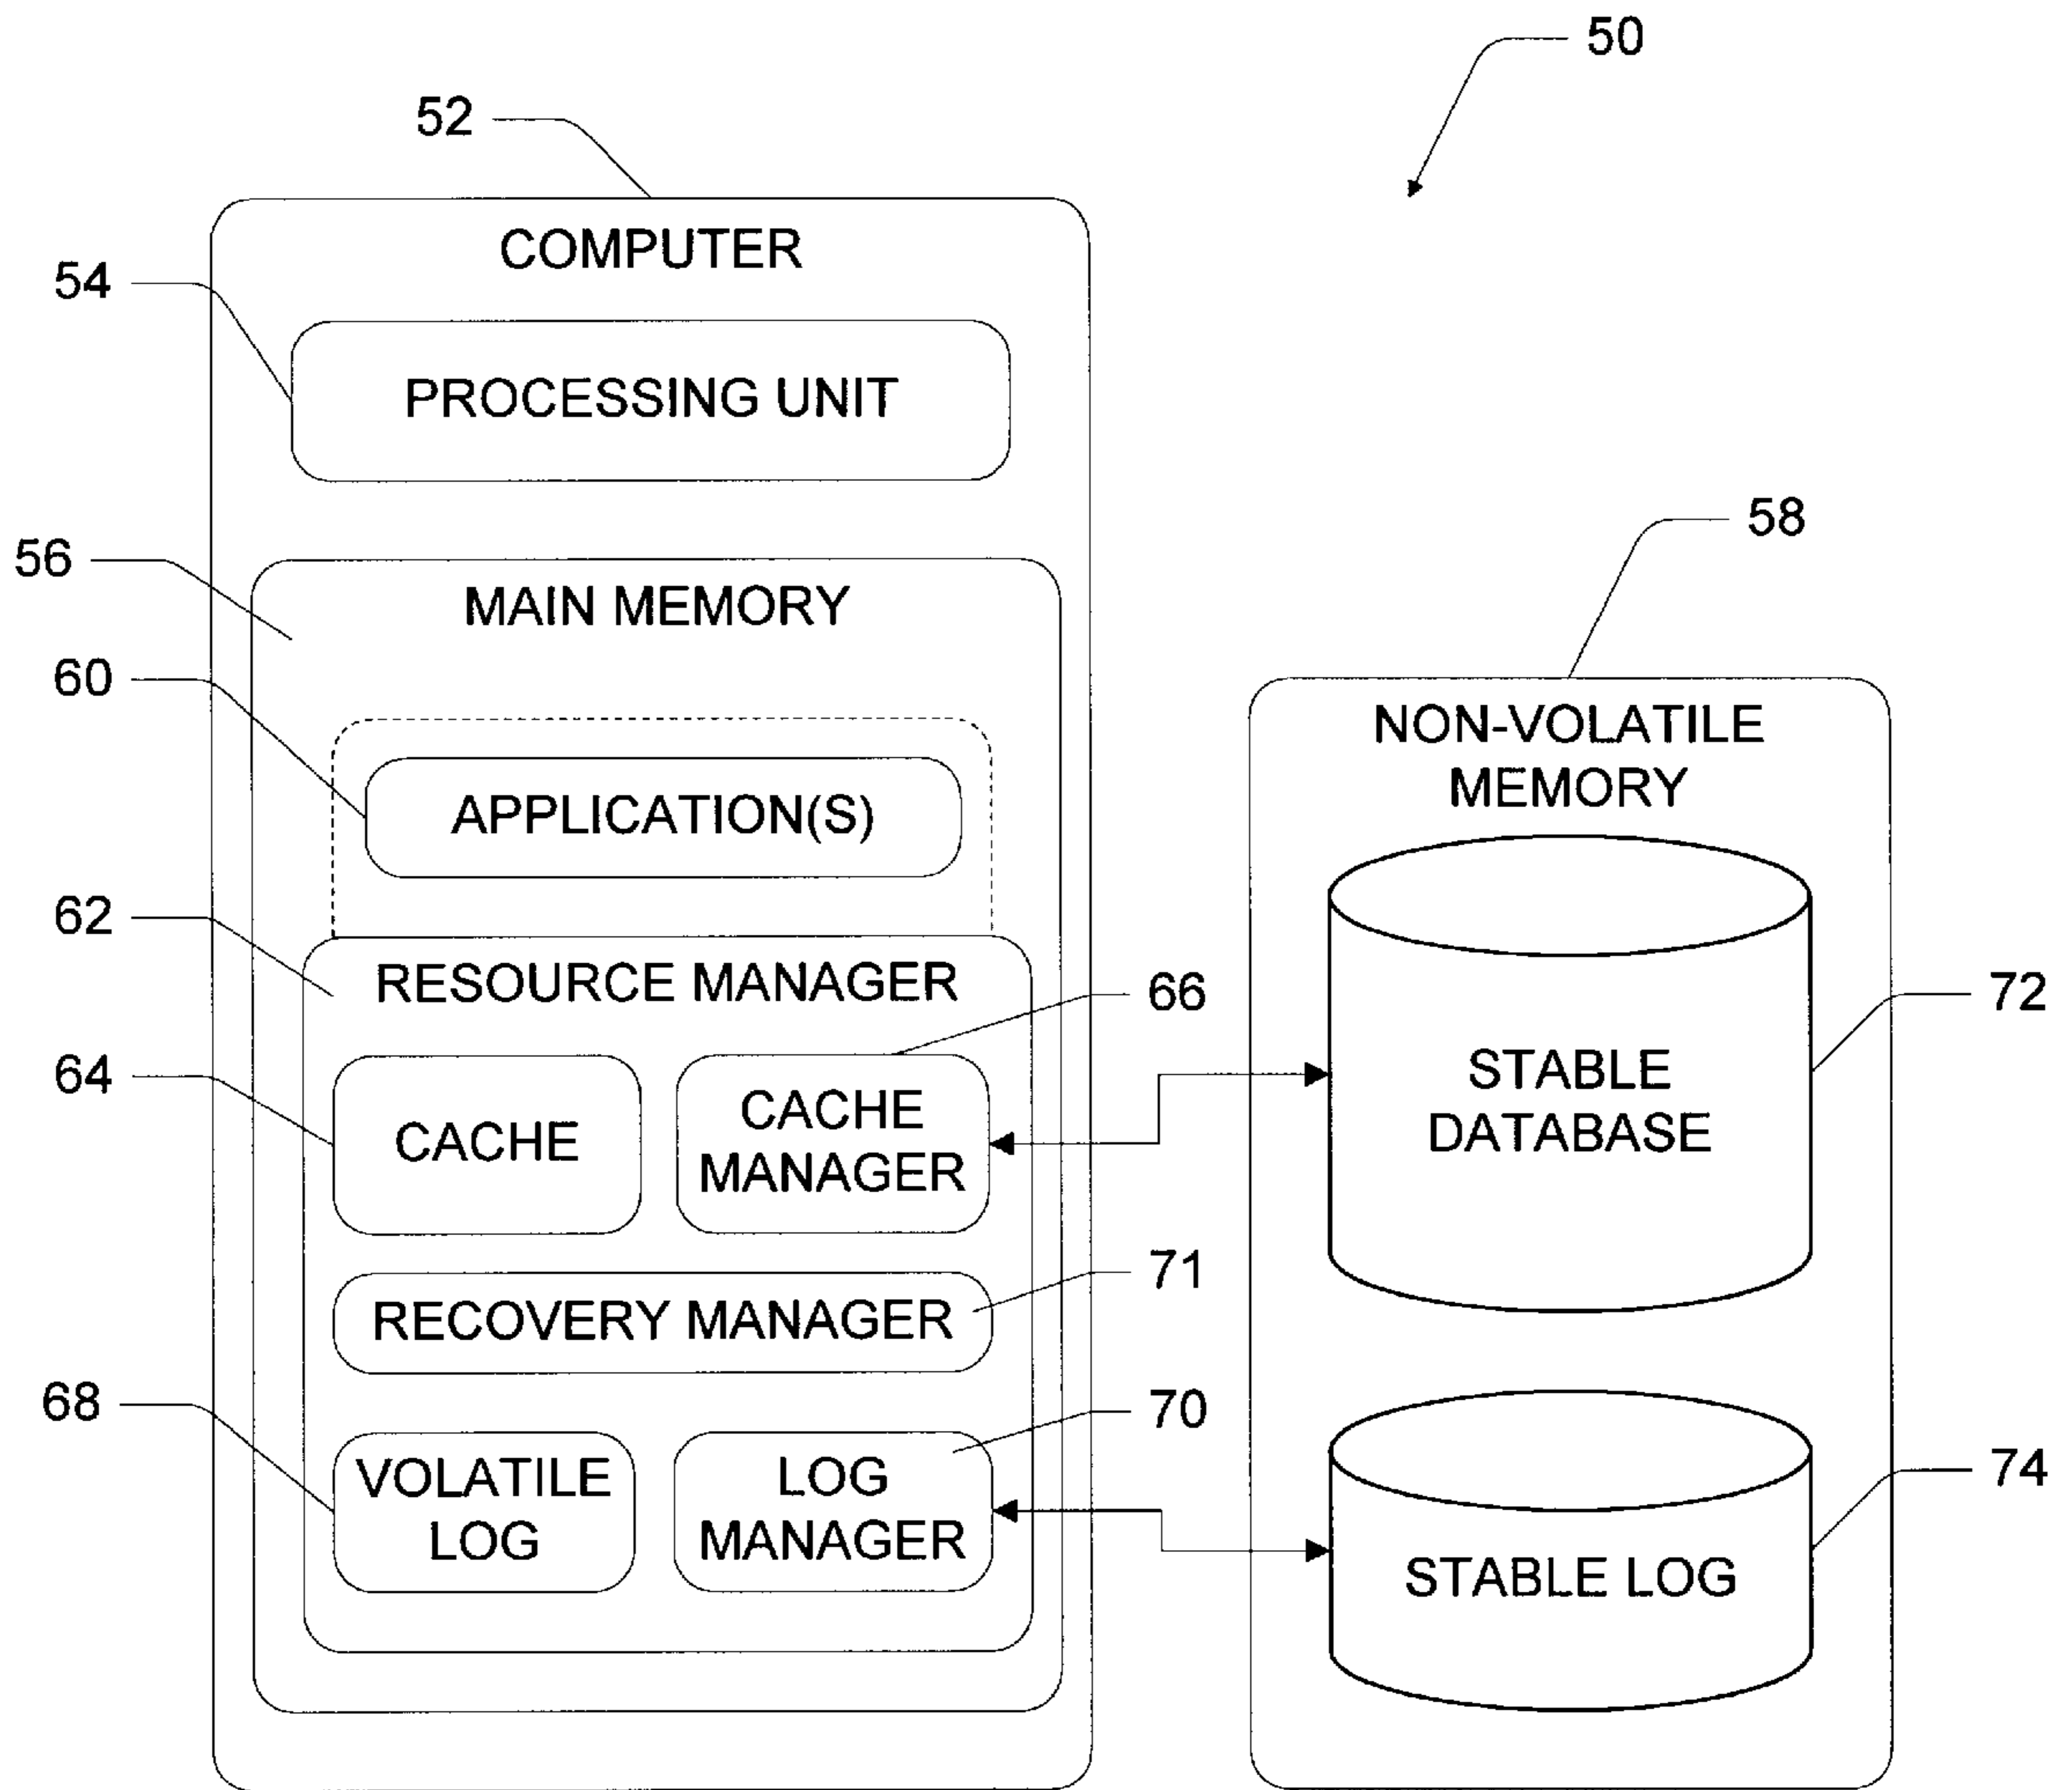 50
52
COMPUTER
54
PROCESSING UNIT
58
56
MAIN MEMORY
60
NON-VOLATILE
MEMORY
APPLICATION(S)
62
RESOURCE MANAGER
66
72
64
CACHE
CACHE
MANAGER
STABLE
DATABASE
71
RECOVERY MANAGER
68
70
VOLATILE
LOG
LOG
MANAGER
74
STABLE LOG